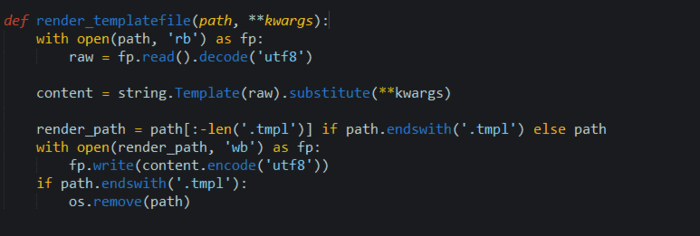 def render_templatefile(path, **kwargs):
    with open(path, 'rb') as fp:
        raw = fp.read().decode('utf8')

    content = string.Template(raw).substitute(**kwargs)

    render_path = path[:-len('.tmpl')] if path.endswith('.tmpl') else path
    with open(render_path, 'wb') as fp:
        fp.write(content.encode('utf8'))
    if path.endswith('.tmpl'):
        os.remove(path)